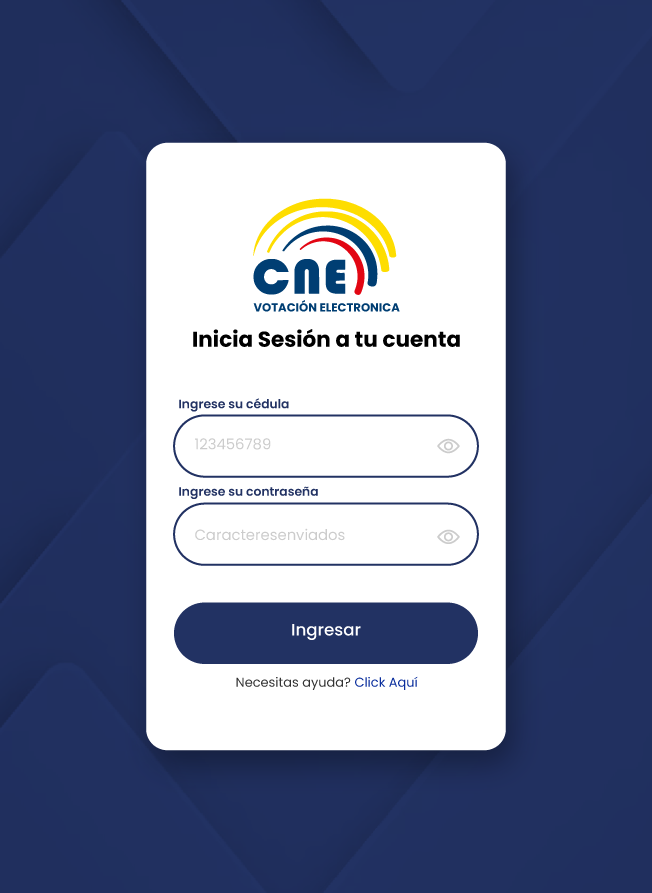 CNE
VOTACIÓN ELECTRONICA
Inicia Sesión a tu cuenta
Ingrese su cédula
123456789
Ingrese su contraseña
Caracteresenviados
Ingresar
Necesitas ayuda? Click Aquí